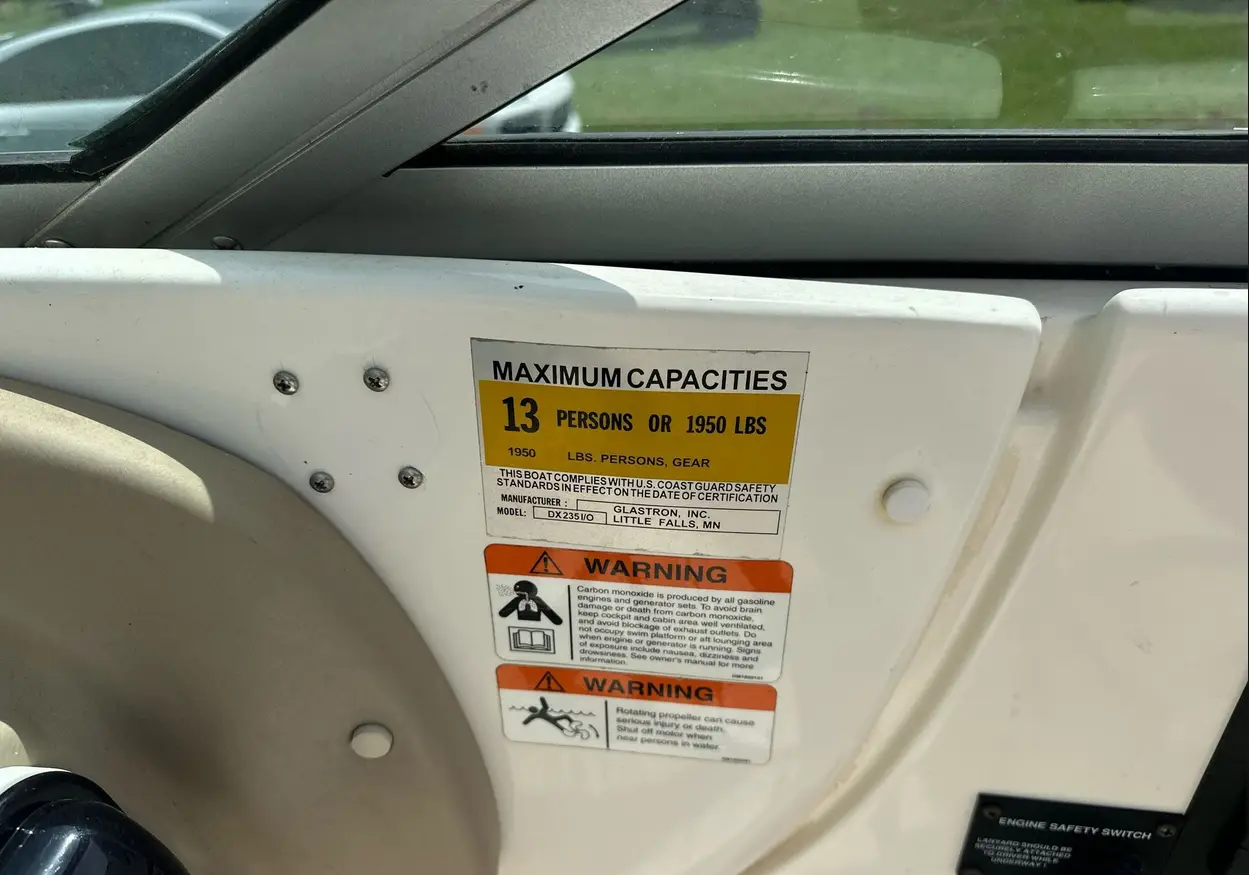 MAXIMUM CAPACITIES
13 PERSONS OR 1950 LBS
1950 LBS. PERSONS, GEAR
THIS BOAT COMPLIES WITH U.S. COAST GUARD SAFETY
STANDARDS IN EFFECT ON THE DATE OF CERTIFICATION
MANUFACTURER : GLASTRON, INC.
MODEL: DX235I/O LITTLE FALLS, MN
WARNING
Carbon monoxide is produced by all gasoline
engines and generator sets. To avoid brain
damage or death from carbon monoxide,
keep cockpit and cabin area well ventilated,
and avoid blockage of exhaust outlets. Do
not occupy swim platform or aft lounging area
when engine or generator is running. Signs
of exposure include nausea, dizziness and
drowsiness. See owner's manual for more
information.
WARNING
Rotating propeller can cause
serious injury or death.
Shut off motor when
near persons in water.
ENGINE SAFETY SWITCH
LANYARD SHOULD BE
SECURELY ATTACHED
TO DRIVER WHILE
UNDERWAY !